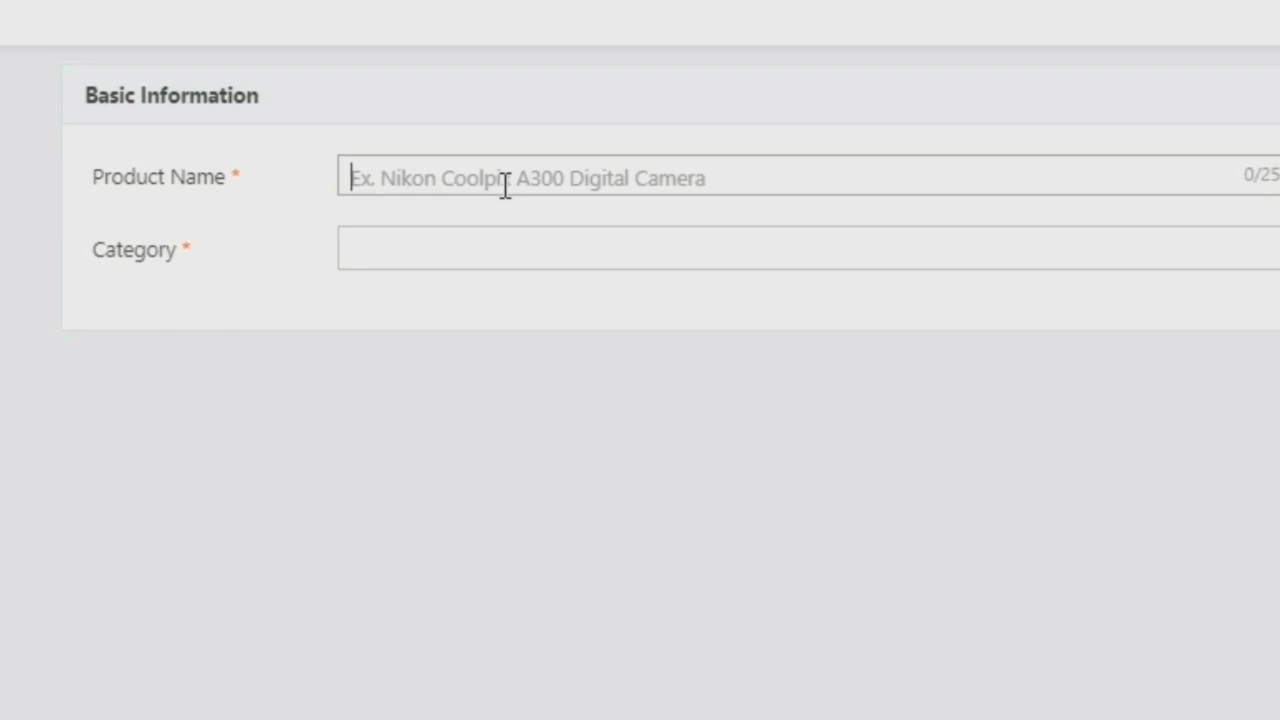 Basic Information
Product Name *
Ex. Nikon Coolpix A300 Digital Camera
0/25
Category *